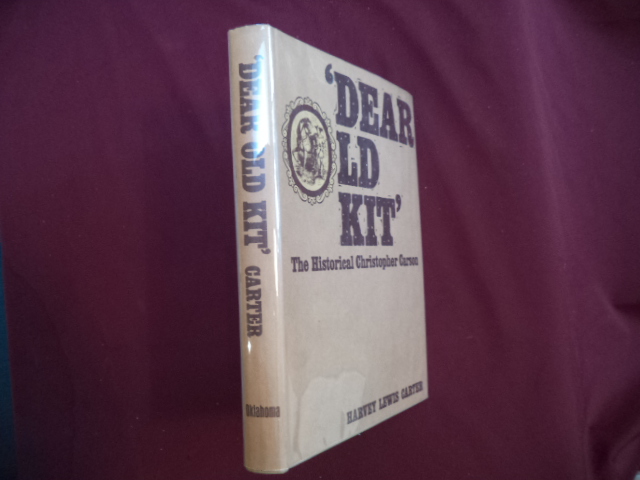 'DEAR OLD KIT' CARTER
Oklahoma
'DEAR
OLD
KIT'
The Historical Christopher Carson
HARVEY LEWIS CARTER